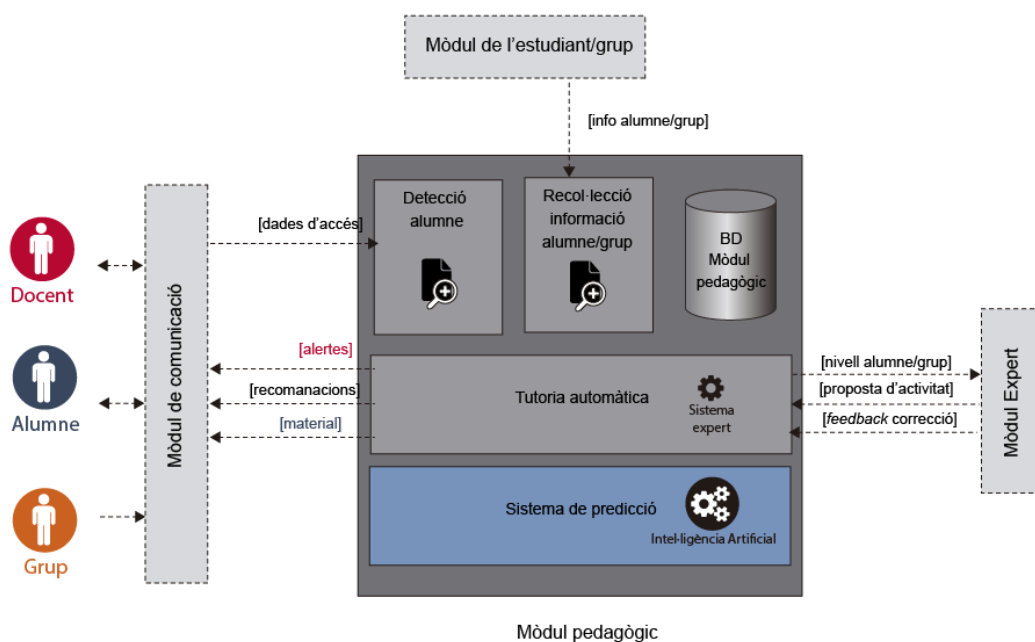 Mòdul de l’estudiant/grup
[info alumne/grup]
Detecció
alumne
Recol·lecció
informació
alumne/grup
BD
Mòdul
pedagògic
[dades d’accés]
Docent
Alumne
Grup
Mòdul de comunicació
[alertes]
[recomanacions]
[material]
Tutoria automàtica
Sistema
expert
[nivell alumne/grup]
[proposta d’activitat]
[feedback correcció]
Mòdul Expert
Sistema de predicció
Intel·ligència Artificial
Mòdul pedagògic